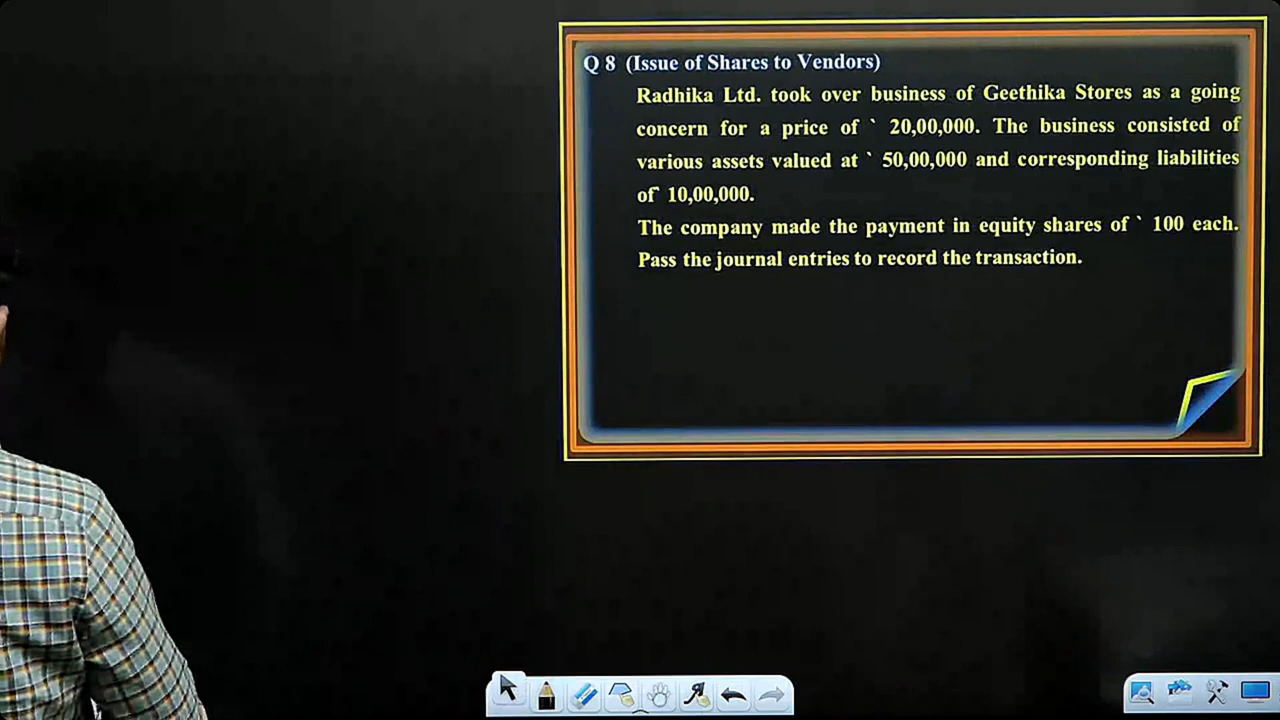 Q 8 (Issue of Shares to Vendors)
Radhika Ltd. took over business of Geethika Stores as a going
concern for a price of ` 20,00,000. The business consisted of
various assets valued at ` 50,00,000 and corresponding liabilities
of` 10,00,000.
The company made the payment in equity shares of ` 100 each.
Pass the journal entries to record the transaction.